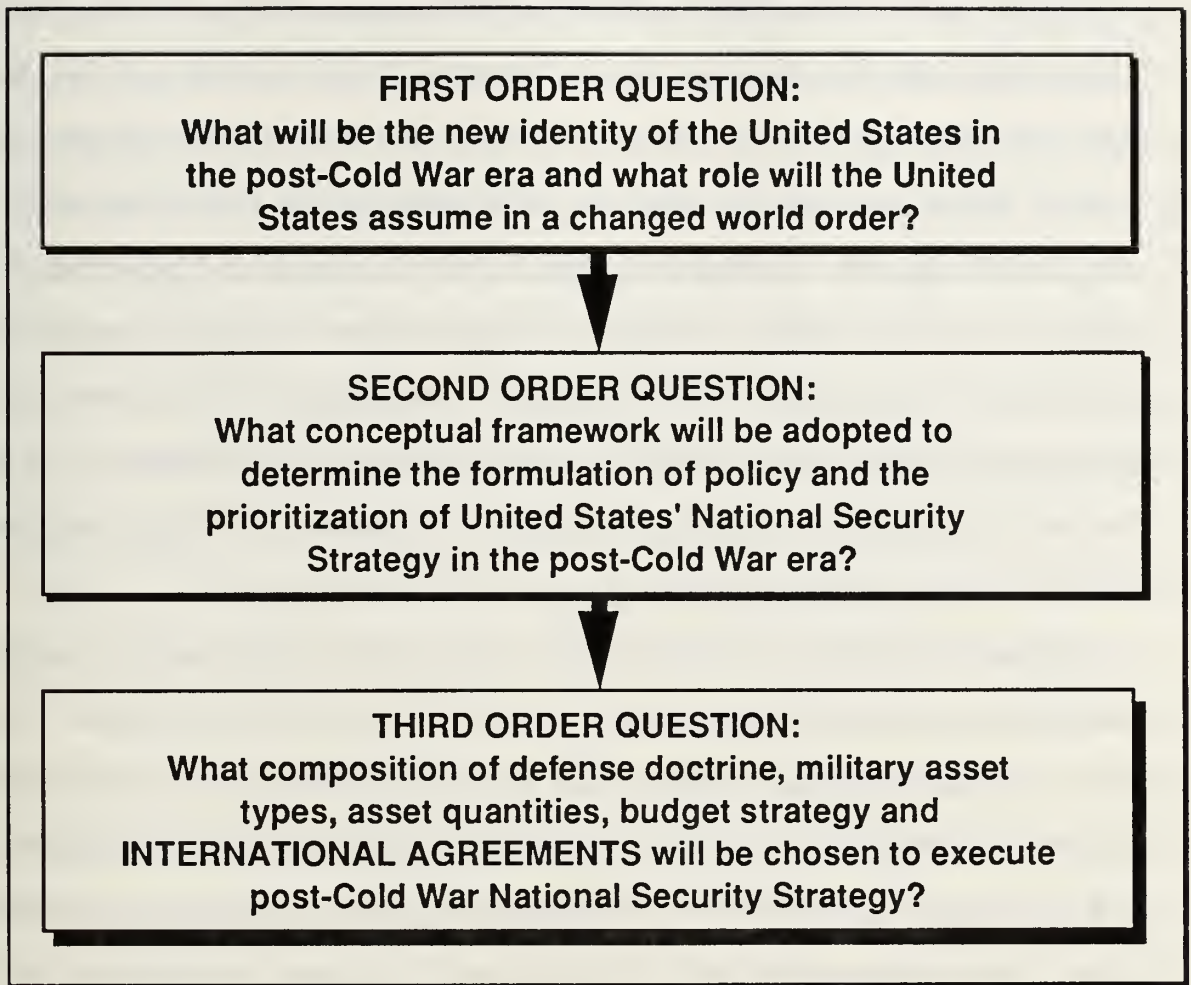 FIRST ORDER QUESTION:
What will be the new identity of the United States in
the post-Cold War era and what role will the United
States assume in a changed world order?
SECOND ORDER QUESTION:
What conceptual framework will be adopted to
determine the formulation of policy and the
prioritization of United States' National Security
Strategy in the post-Cold War era?
THIRD ORDER QUESTION:
What composition of defense doctrine, military asset
types, asset quantities, budget strategy and
INTERNATIONAL AGREEMENTS will be chosen to execute
post-Cold War National Security Strategy?